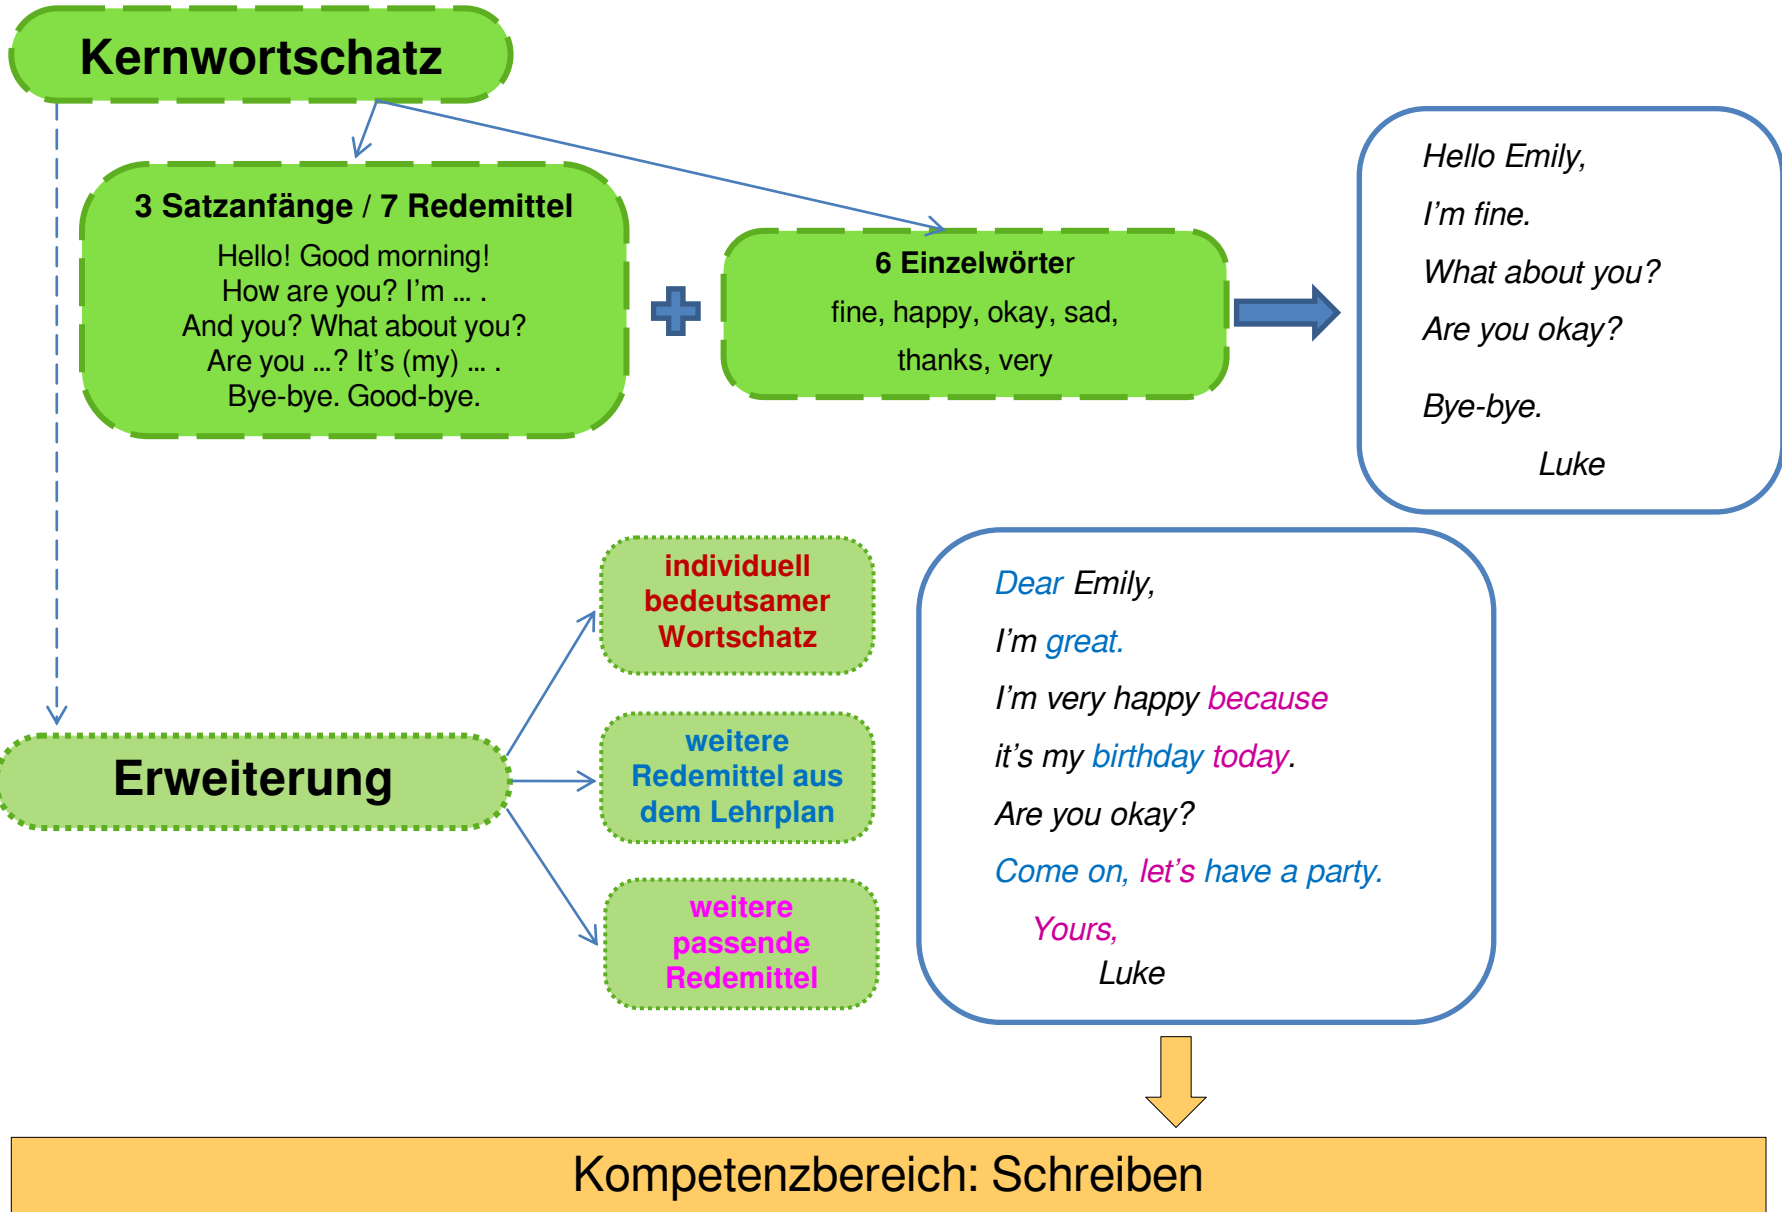 Kernwortschatz
3 Satzanfänge / 7 Redemittel
Hello! Good morning!
How are you? I'm ... .
And you? What about you?
Are you ...? It's (my) ... .
Bye-bye. Good-bye.
6 Einzelwörter
fine, happy, okay, sad,
thanks, very
Hello Emily,
I'm fine.
What about you?
Are you okay?
Bye-bye.
Luke
Erweiterung
individuell
bedeutsamer
Wortschatz
weitere
Redemittel aus
dem Lehrplan
weitere
passende
Redemittel
Dear Emily,
I'm great.
I'm very happy because
it's my birthday today.
Are you okay?
Come on, let's have a party.
Yours,
Luke
Kompetenzbereich: Schreiben